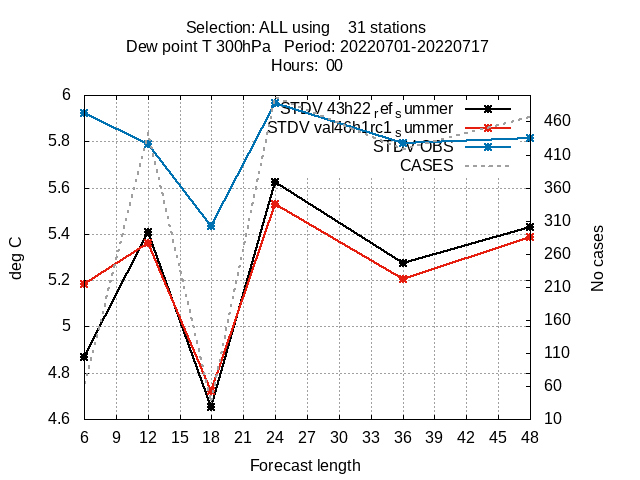 Selection: ALL using    31 stations
Dew point T 300hPa   Period: 20220701-20220717
Hours:  00
STDV 43h22_ref_summer
STDV val46h1rc1_summer
STDV OBS
CASES
6
5.8
5.6
5.4
5.2
5
4.8
4.6
deg C
460
410
360
310
260
210
160
110
60
10
No cases
6 9 12 15 18 21 24 27 30 33 36 39 42 45 48
Forecast length